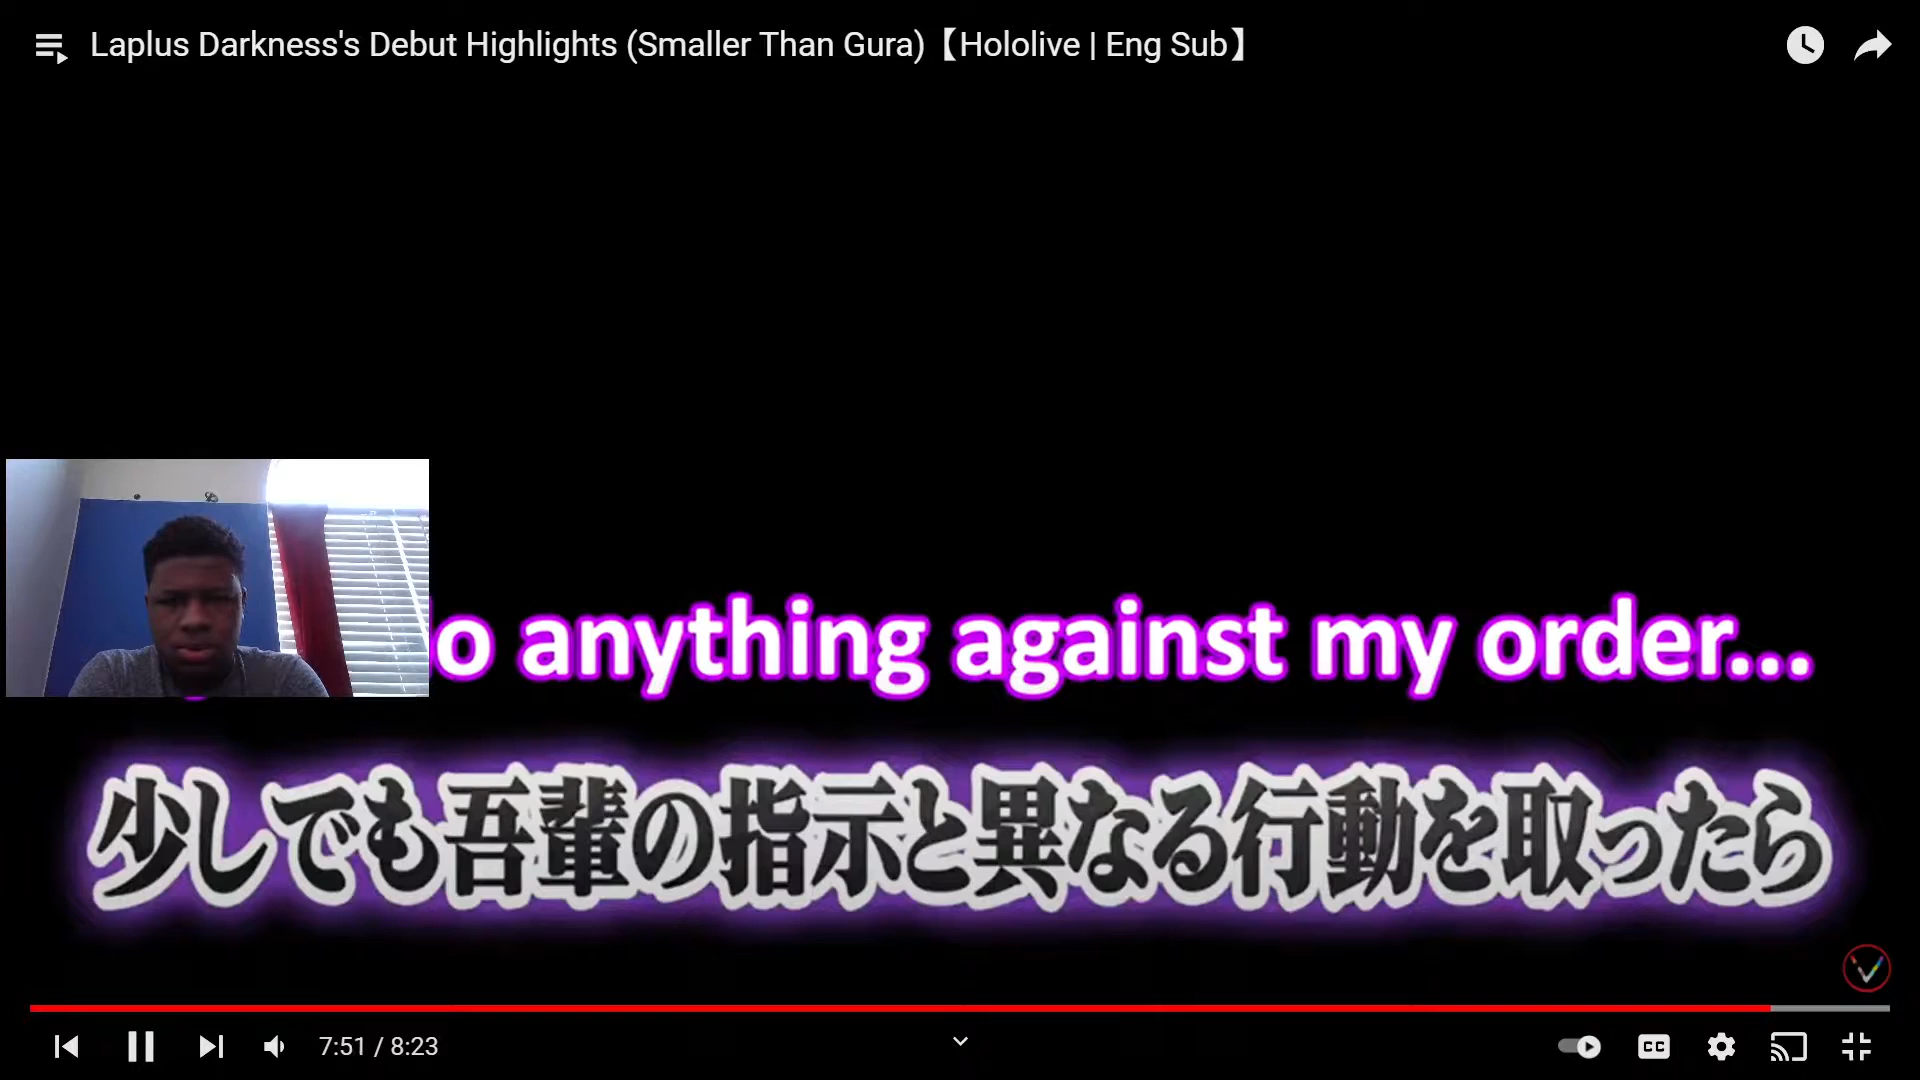 Laplus Darkness's Debut Highlights (Smaller Than Gura)【Hololive | Eng Sub】
anything against my order...
少しでも吾輩の指示と異なる行動を取ったら
7:51 / 8:23
CC